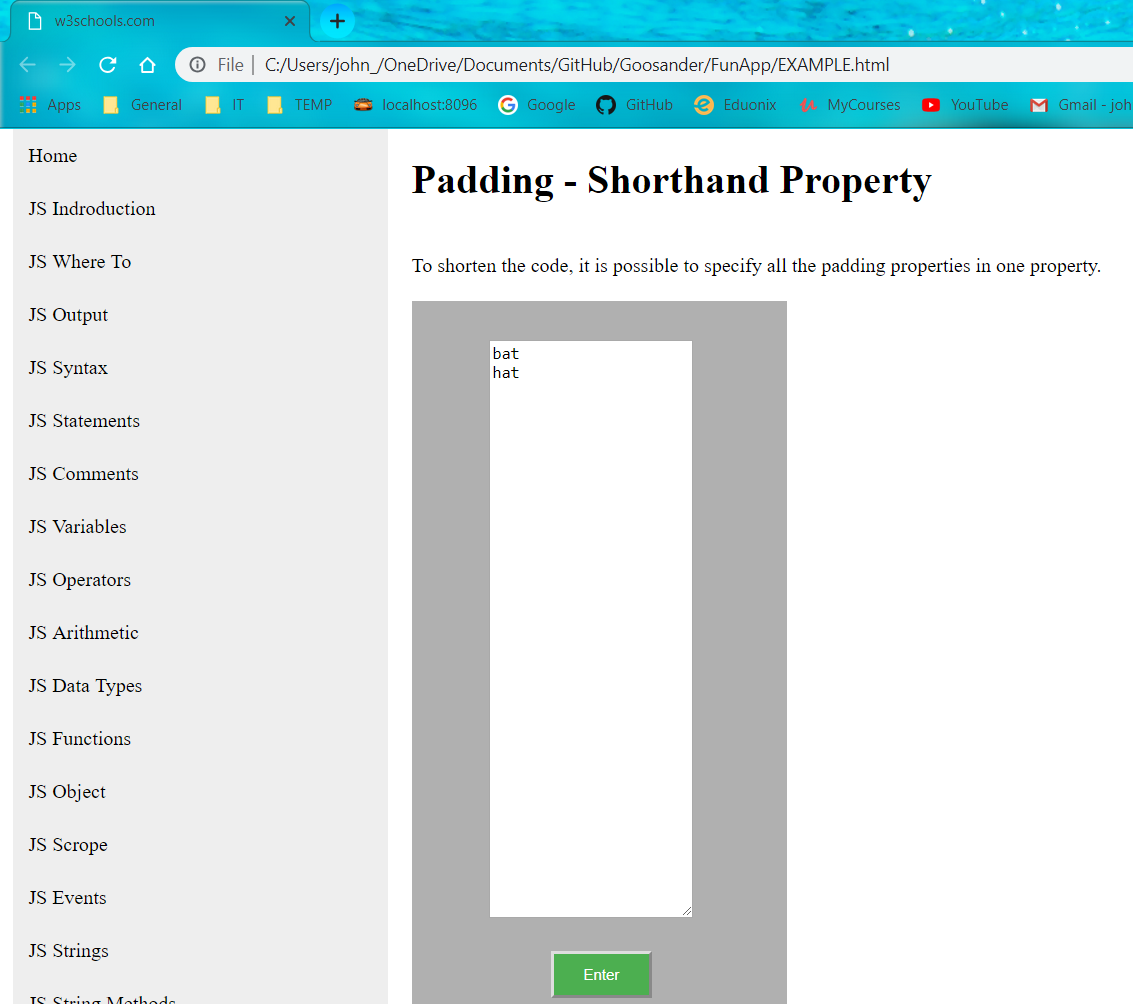 w3schools.com
File | C:/Users/john_/OneDrive/Documents/GitHub/Goosander/FunApp/EXAMPLE.html
Apps General IT TEMP localhost:8096 Google GitHub Eduonix MyCourses YouTube Gmail - joh
Home
JS Indroduction
JS Where To
JS Output
JS Syntax
JS Statements
JS Comments
JS Variables
JS Operators
JS Arithmetic
JS Data Types
JS Functions
JS Object
JS Scrope
JS Events
JS Strings
JS String Methods
Padding - Shorthand Property
To shorten the code, it is possible to specify all the padding properties in one property.
bat
hat
Enter